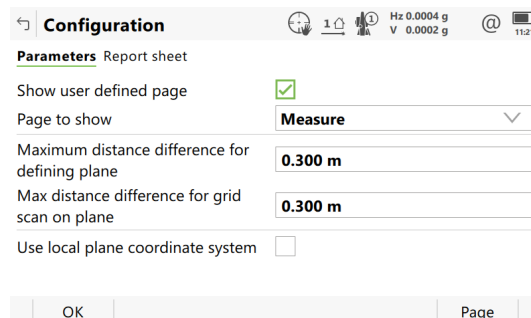 Configuration
1
1
Hz 0.0004 g
V 0.0002 g
@
Parameters Report sheet
Show user defined page
Page to show
Measure
Maximum distance difference for
defining plane
0.300 m
Max distance difference for grid
scan on plane
0.300 m
Use local plane coordinate system
OK
Page